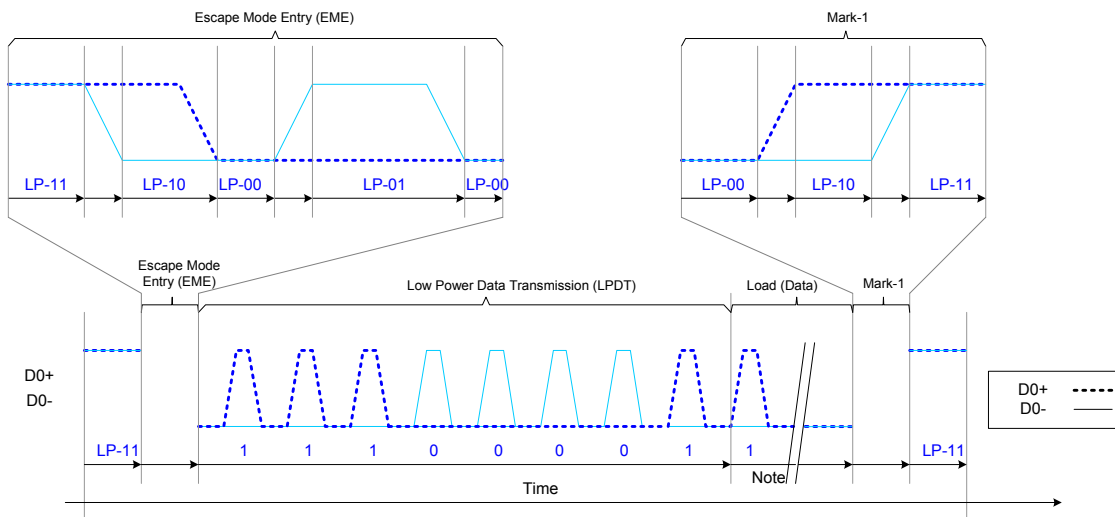 Escape Mode Entry (EME)
Mark-1
LP-11 LP-10 LP-00 LP-01 LP-00
LP-00 LP-10 LP-11
Escape Mode
Entry (EME)
Low Power Data Transmission (LPDT)
Load (Data)
Mark-1
D0+
D0-
D0+
D0-
LP-11 1 1 1 0 0 0 0 1 1 LP-11
Note
Time